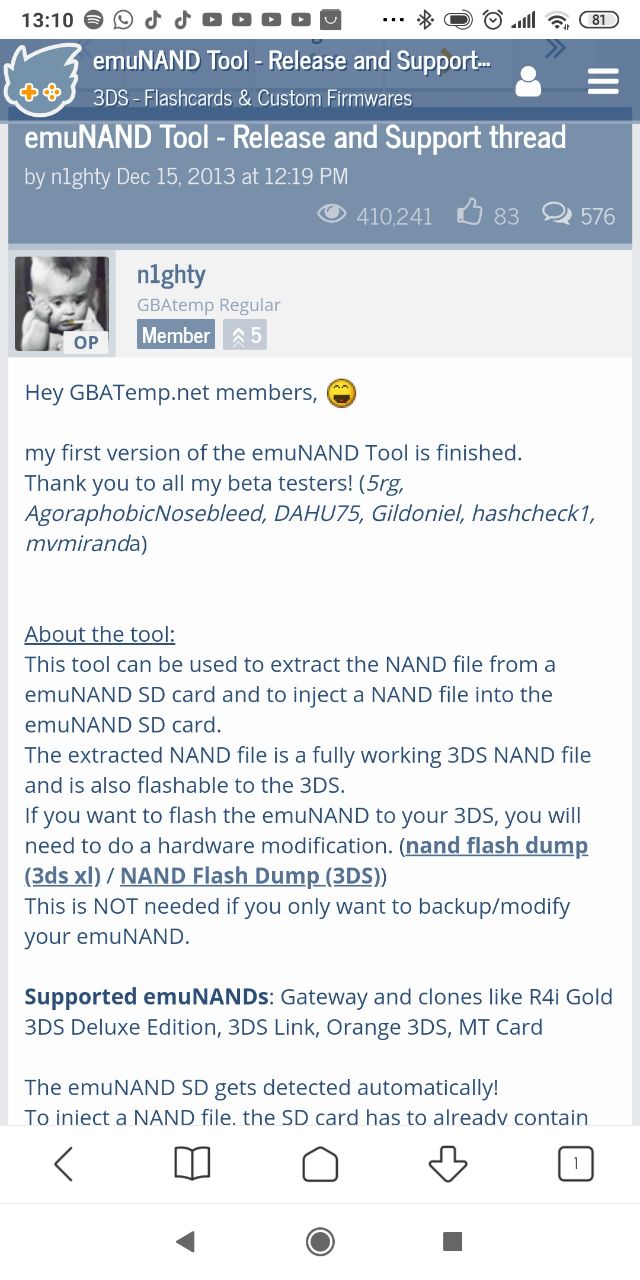 13:10
81
emuNAND Tool - Release and Support...
3DS - Flashcards & Custom Firmwares
emuNAND Tool - Release and Support thread
by n1ghty Dec 15, 2013 at 12:19 PM
410,241 83 576
n1ghty
GBAtemp Regular
Member 5
OP
Hey GBATemp.net members,
my first version of the emuNAND Tool is finished.
Thank you to all my beta testers! (5rg,
AgoraphobicNosebleed, DAHU75, Gildoniel, hashcheck1,
mvmiranda)
About the tool:
This tool can be used to extract the NAND file from a
emuNAND SD card and to inject a NAND file into the
emuNAND SD card.
The extracted NAND file is a fully working 3DS NAND file
and is also flashable to the 3DS.
If you want to flash the emuNAND to your 3DS, you will
need to do a hardware modification. (nand flash dump
(3ds xl) / NAND Flash Dump (3DS))
This is NOT needed if you only want to backup/modify
your emuNAND.
Supported emuNANDs: Gateway and clones like R4i Gold
3DS Deluxe Edition, 3DS Link, Orange 3DS, MT Card
The emuNAND SD gets detected automatically!
To inject a NAND file, the SD card has to already contain
1